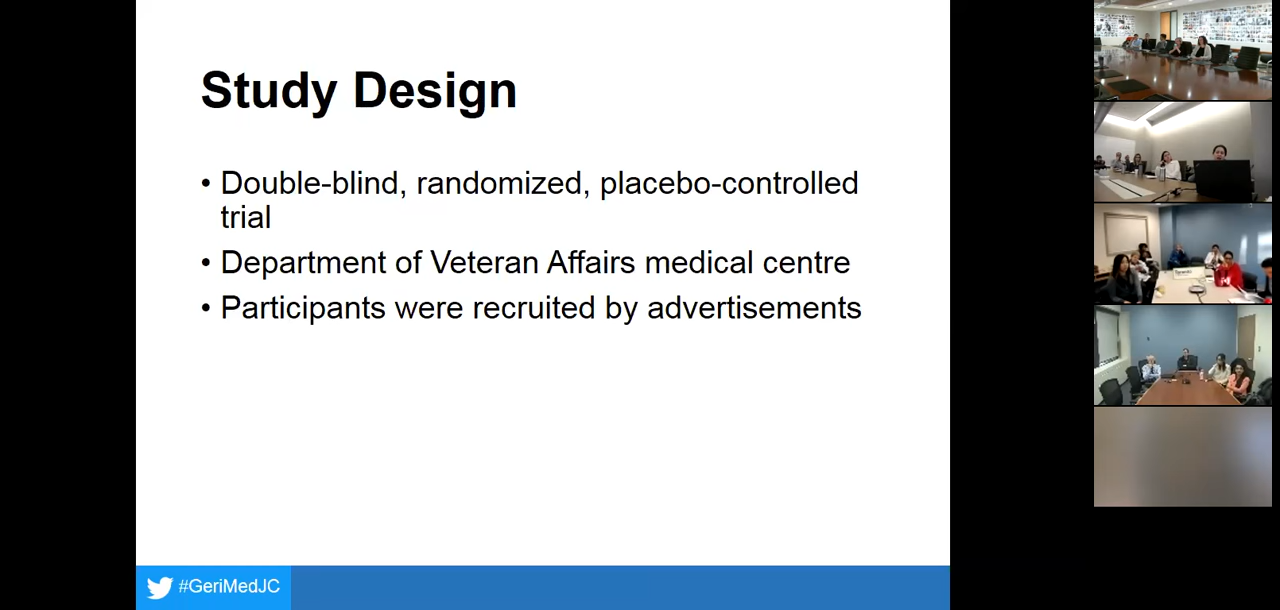 Study Design
• Double-blind, randomized, placebo-controlled
trial
• Department of Veteran Affairs medical centre
• Participants were recruited by advertisements
#GeriMedJC